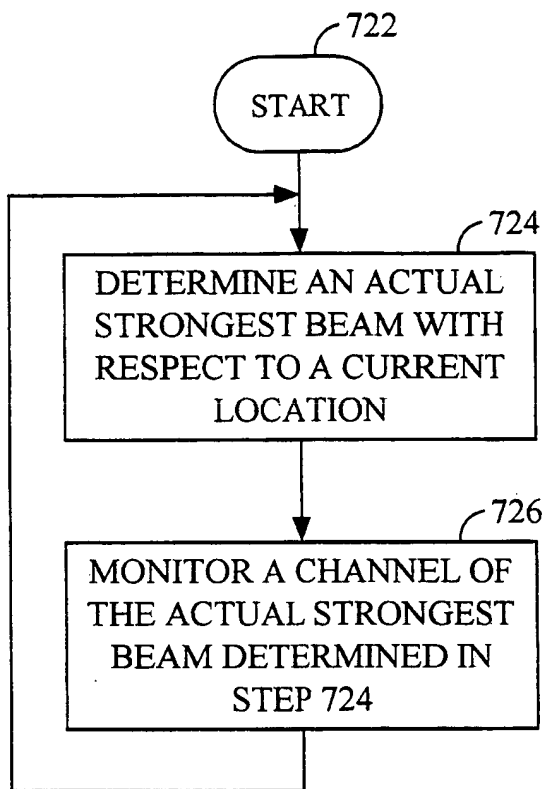 722
START
724
DETERMINE AN ACTUAL
STRONGEST BEAM WITH
RESPECT TO A CURRENT
LOCATION
726
MONITOR A CHANNEL OF
THE ACTUAL STRONGEST
BEAM DETERMINED IN
STEP 724